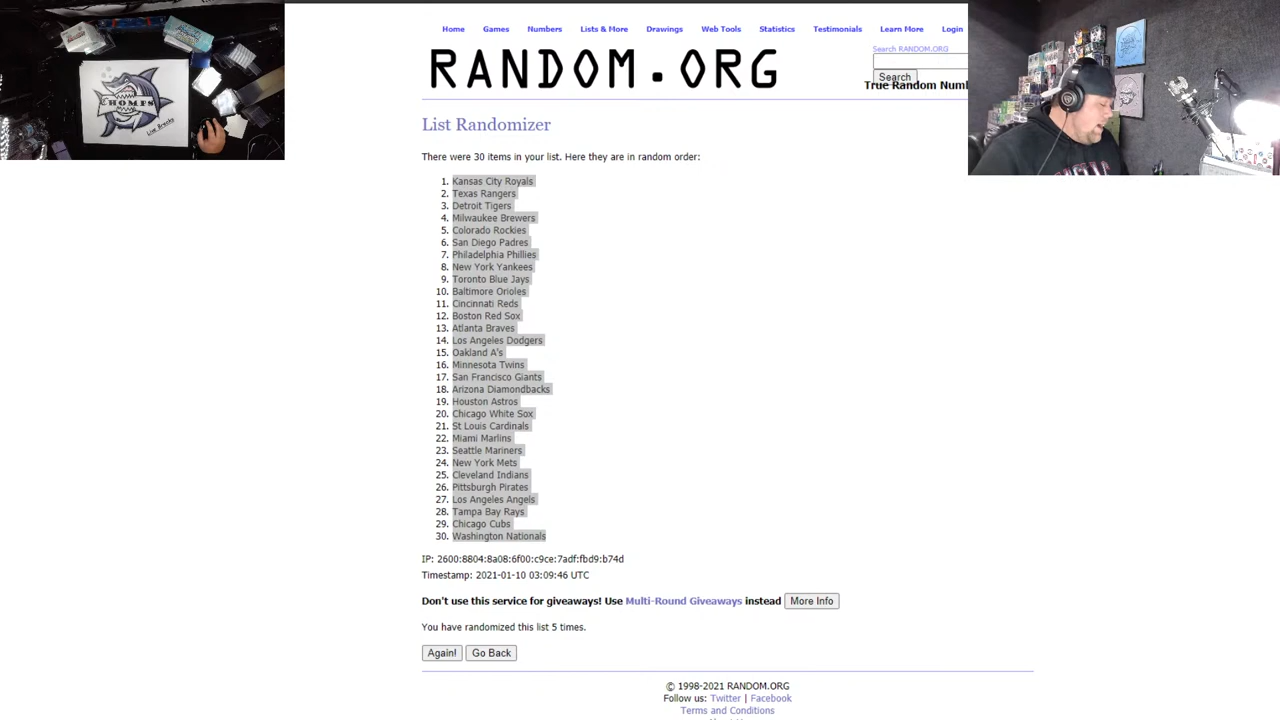 Home Games Numbers Lists & More Drawings Web Tools Statistics Testimonials Learn More Login
RANDOM.ORG
Search RANDOM.ORG
Search
True Random Numb
CHOMPS
Live Breaks
List Randomizer
There were 30 items in your list. Here they are in random order:
1. Kansas City Royals
2. Texas Rangers
3. Detroit Tigers
4. Milwaukee Brewers
5. Colorado Rockies
6. San Diego Padres
7. Philadelphia Phillies
8. New York Yankees
9. Toronto Blue Jays
10. Baltimore Orioles
11. Cincinnati Reds
12. Boston Red Sox
13. Atlanta Braves
14. Los Angeles Dodgers
15. Oakland A's
16. Minnesota Twins
17. San Francisco Giants
18. Arizona Diamondbacks
19. Houston Astros
20. Chicago White Sox
21. St Louis Cardinals
22. Miami Marlins
23. Seattle Mariners
24. New York Mets
25. Cleveland Indians
26. Pittsburgh Pirates
27. Los Angeles Angels
28. Tampa Bay Rays
29. Chicago Cubs
30. Washington Nationals
IP: 2600:8804:8a08:6f00:c9ce:7adf:fbd9:b74d
Timestamp: 2021-01-10 03:09:46 UTC
Don't use this service for giveaways! Use Multi-Round Giveaways instead More Info
You have randomized this list 5 times.
Again! Go Back
© 1998-2021 RANDOM.ORG
Follow us: Twitter | Facebook
Terms and Conditions